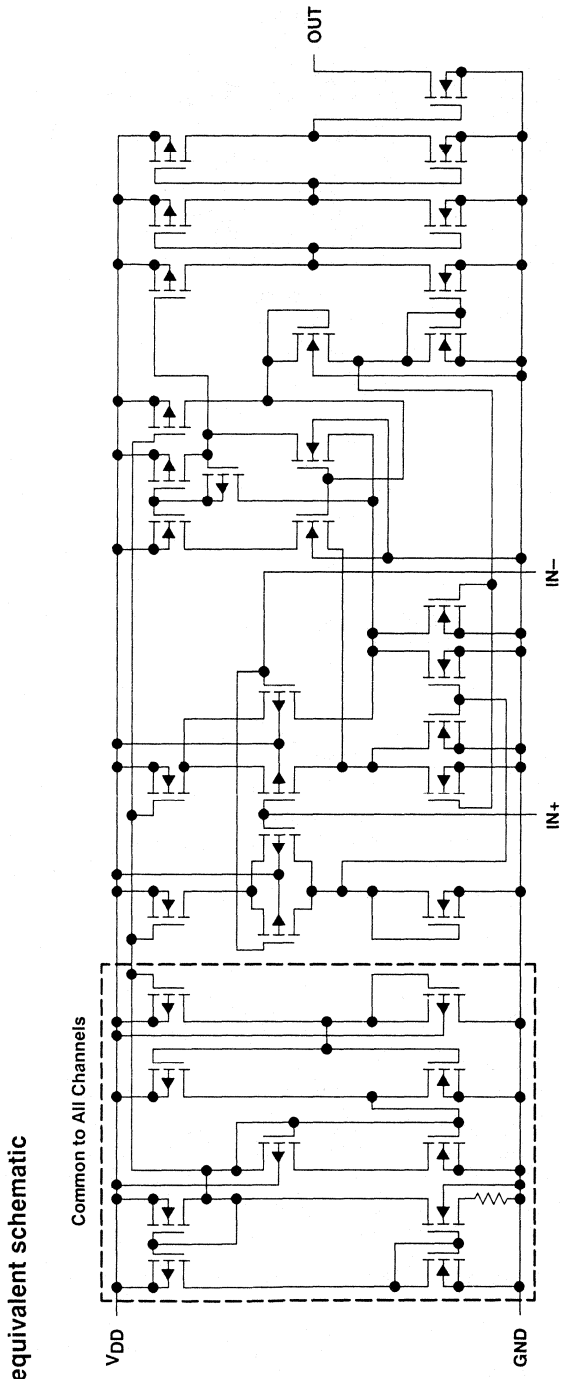 equivalent schematic
Common to All Channels
VDD
GND
IN+
IN–
OUT